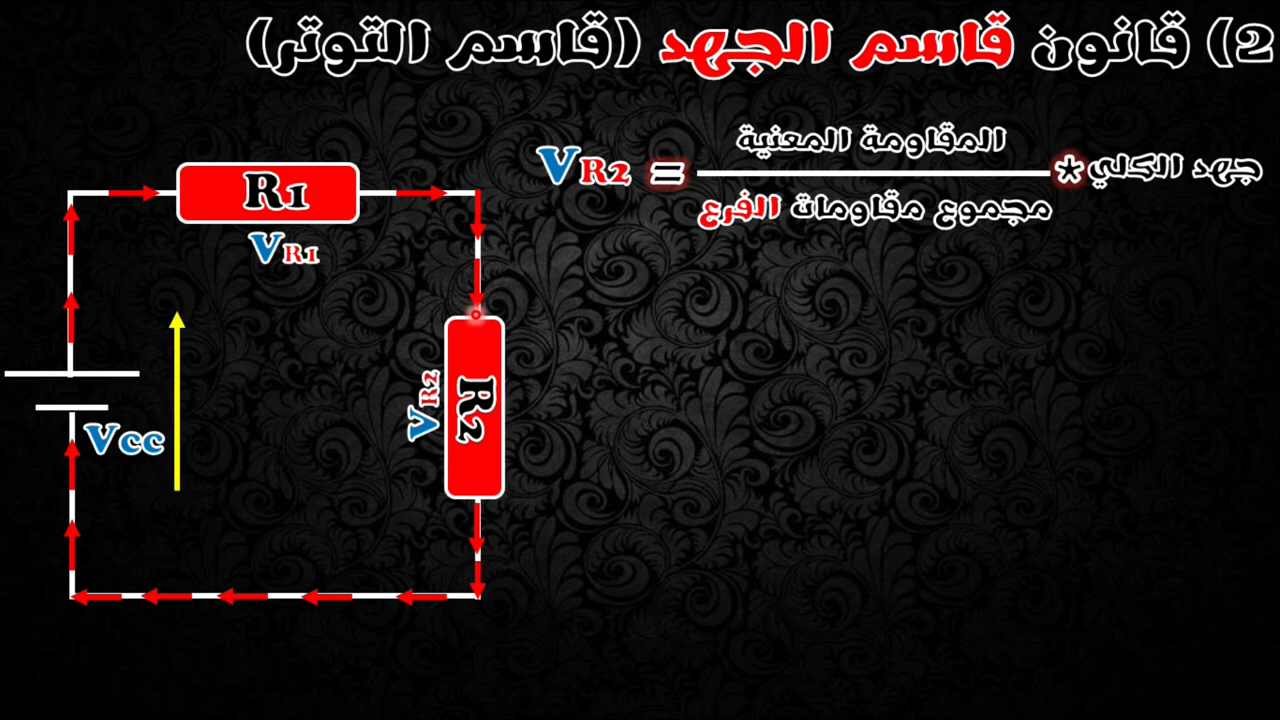 2) قانون قاسم الجهد (قاسم التوتر)
VR2 = المقاومة المعنية * جهد الكلي
مجموع مقاومات الفرع
R1
VR1
VR2
R2
Vcc